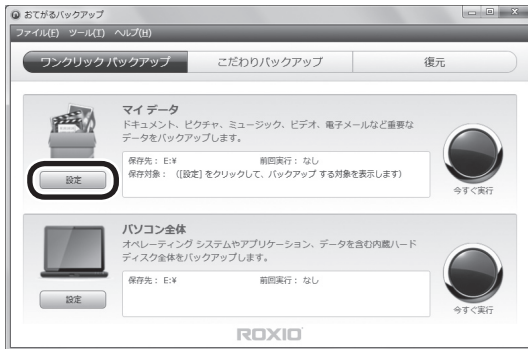 おてがるバックアップ
ファイル(F) ツール(T) ヘルプ(H)
ワンクリックバックアップ こだわりバックアップ 復元
マイ データ
ドキュメント、ピクチャ、ミュージック、ビデオ、電子メールなど重要な
データをバックアップします。
保存先： E:¥ 前回実行： なし
保存対象： （[設定] をクリックして、バックアップ する対象を表示します）
設定
今すぐ実行
パソコン全体
オペレーティング システムやアプリケーション、データを含む内蔵ハード
ディスク全体をバックアップします。
保存先： E:¥ 前回実行： なし
設定
今すぐ実行
ROXIO